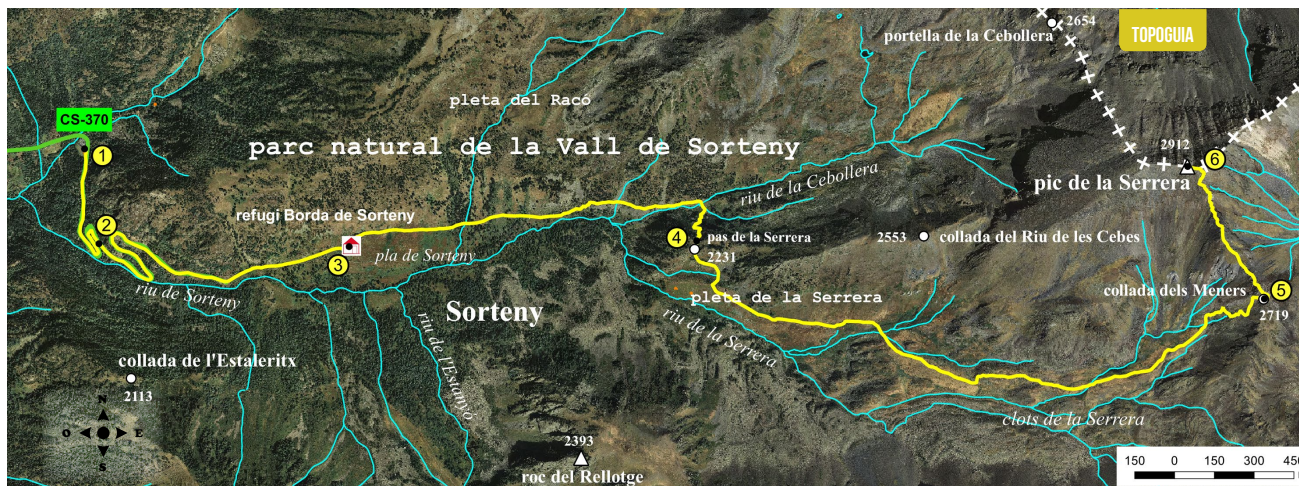 2654
portella de la Cebollera
TOPOGUIA
CS-370
pleta del Racó
1
parc natural de la Vall de Sorteny
2912
6
riu de la Cebollera
pic de la Serrera
2
refugi Borda de Sorteny
4
pas de la Serrera
2231
2553
collada del Riu de les Cebes
3
pla de Sorteny
riu de Sorteny
pleta de la Serrera
collada dels Meners
5
2719
Sorteny
riu de l'Estanyó
riu de la Serrera
collada de l'Estaleritx
2113
N
O
E
S
clots de la Serrera
2393
roc del Rellotge
150 0 150 300 450